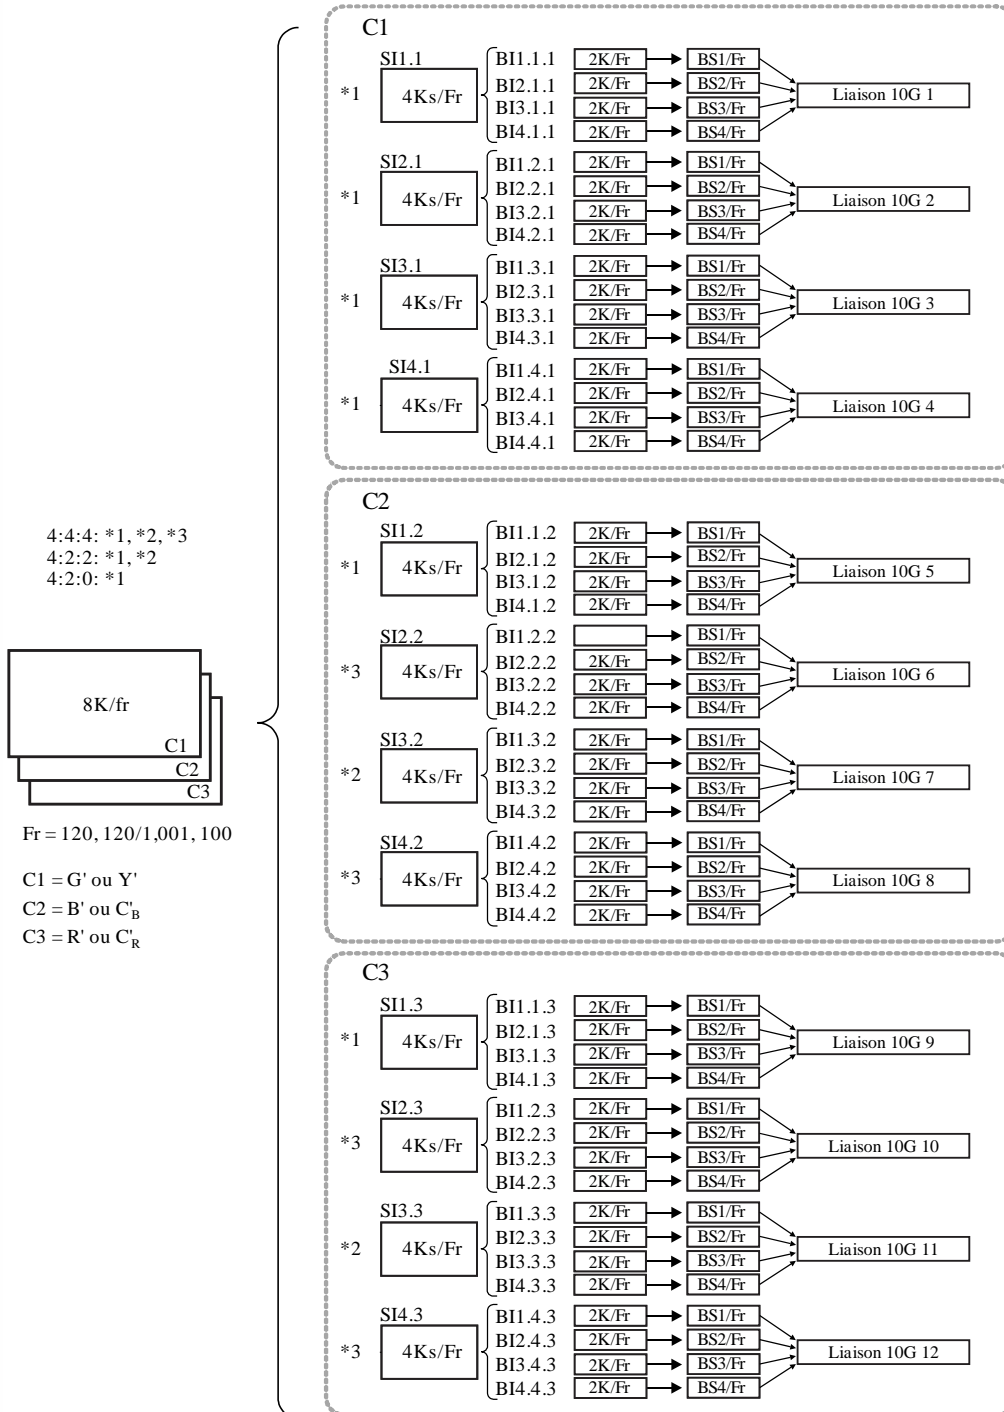 4:4:4: *1, *2, *3
4:2:2: *1, *2
4:2:0: *1
8K/fr
C1
C2
C3
Fr = 120, 120/1,001, 100
C1 = G' ou Y'
C2 = B' ou C'B
C3 = R' ou C'R
C1
SI1.1
*1
4Ks/Fr
BI1.1.1 2K/Fr BS1/Fr
BI2.1.1 2K/Fr BS2/Fr
BI3.1.1 2K/Fr BS3/Fr
BI4.1.1 2K/Fr BS4/Fr
Liaison 10G 1
SI2.1
*1
4Ks/Fr
BI1.2.1 2K/Fr BS1/Fr
BI2.2.1 2K/Fr BS2/Fr
BI3.2.1 2K/Fr BS3/Fr
BI4.2.1 2K/Fr BS4/Fr
Liaison 10G 2
SI3.1
*1
4Ks/Fr
BI1.3.1 2K/Fr BS1/Fr
BI2.3.1 2K/Fr BS2/Fr
BI3.3.1 2K/Fr BS3/Fr
BI4.3.1 2K/Fr BS4/Fr
Liaison 10G 3
SI4.1
*1
4Ks/Fr
BI1.4.1 2K/Fr BS1/Fr
BI2.4.1 2K/Fr BS2/Fr
BI3.4.1 2K/Fr BS3/Fr
BI4.4.1 2K/Fr BS4/Fr
Liaison 10G 4
C2
SI1.2
*1
4Ks/Fr
BI1.1.2 2K/Fr BS1/Fr
BI2.1.2 2K/Fr BS2/Fr
BI3.1.2 2K/Fr BS3/Fr
BI4.1.2 2K/Fr BS4/Fr
Liaison 10G 5
SI2.2
*3
4Ks/Fr
BI1.2.2 BS1/Fr
BI2.2.2 2K/Fr BS2/Fr
BI3.2.2 2K/Fr BS3/Fr
BI4.2.2 2K/Fr BS4/Fr
Liaison 10G 6
SI3.2
*2
4Ks/Fr
BI1.3.2 2K/Fr BS1/Fr
BI2.3.2 2K/Fr BS2/Fr
BI3.3.2 2K/Fr BS3/Fr
BI4.3.2 2K/Fr BS4/Fr
Liaison 10G 7
SI4.2
*3
4Ks/Fr
BI1.4.2 2K/Fr BS1/Fr
BI2.4.2 2K/Fr BS2/Fr
BI3.4.2 2K/Fr BS3/Fr
BI4.4.2 2K/Fr BS4/Fr
Liaison 10G 8
C3
SI1.3
*1
4Ks/Fr
BI1.1.3 2K/Fr BS1/Fr
BI2.1.3 2K/Fr BS2/Fr
BI3.1.3 2K/Fr BS3/Fr
BI4.1.3 2K/Fr BS4/Fr
Liaison 10G 9
SI2.3
*3
4Ks/Fr
BI1.2.3 2K/Fr BS1/Fr
BI2.2.3 2K/Fr BS2/Fr
BI3.2.3 2K/Fr BS3/Fr
BI4.2.3 2K/Fr BS4/Fr
Liaison 10G 10
SI3.3
*2
4Ks/Fr
BI1.3.3 2K/Fr BS1/Fr
BI2.3.3 2K/Fr BS2/Fr
BI3.3.3 2K/Fr BS3/Fr
BI4.3.3 2K/Fr BS4/Fr
Liaison 10G 11
SI4.3
*3
4Ks/Fr
BI1.4.3 2K/Fr BS1/Fr
BI2.4.3 2K/Fr BS2/Fr
BI3.4.3 2K/Fr BS3/Fr
BI4.4.3 2K/Fr BS4/Fr
Liaison 10G 12